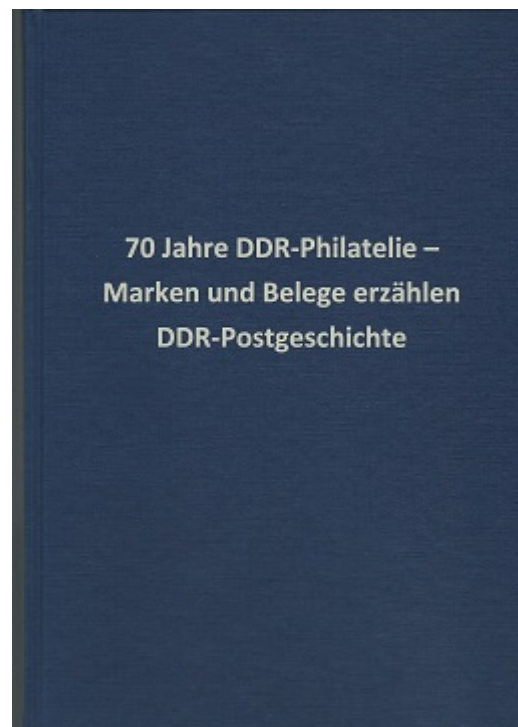 70 Jahre DDR-Philatelie –
Marken und Belege erzählen
DDR-Postgeschichte